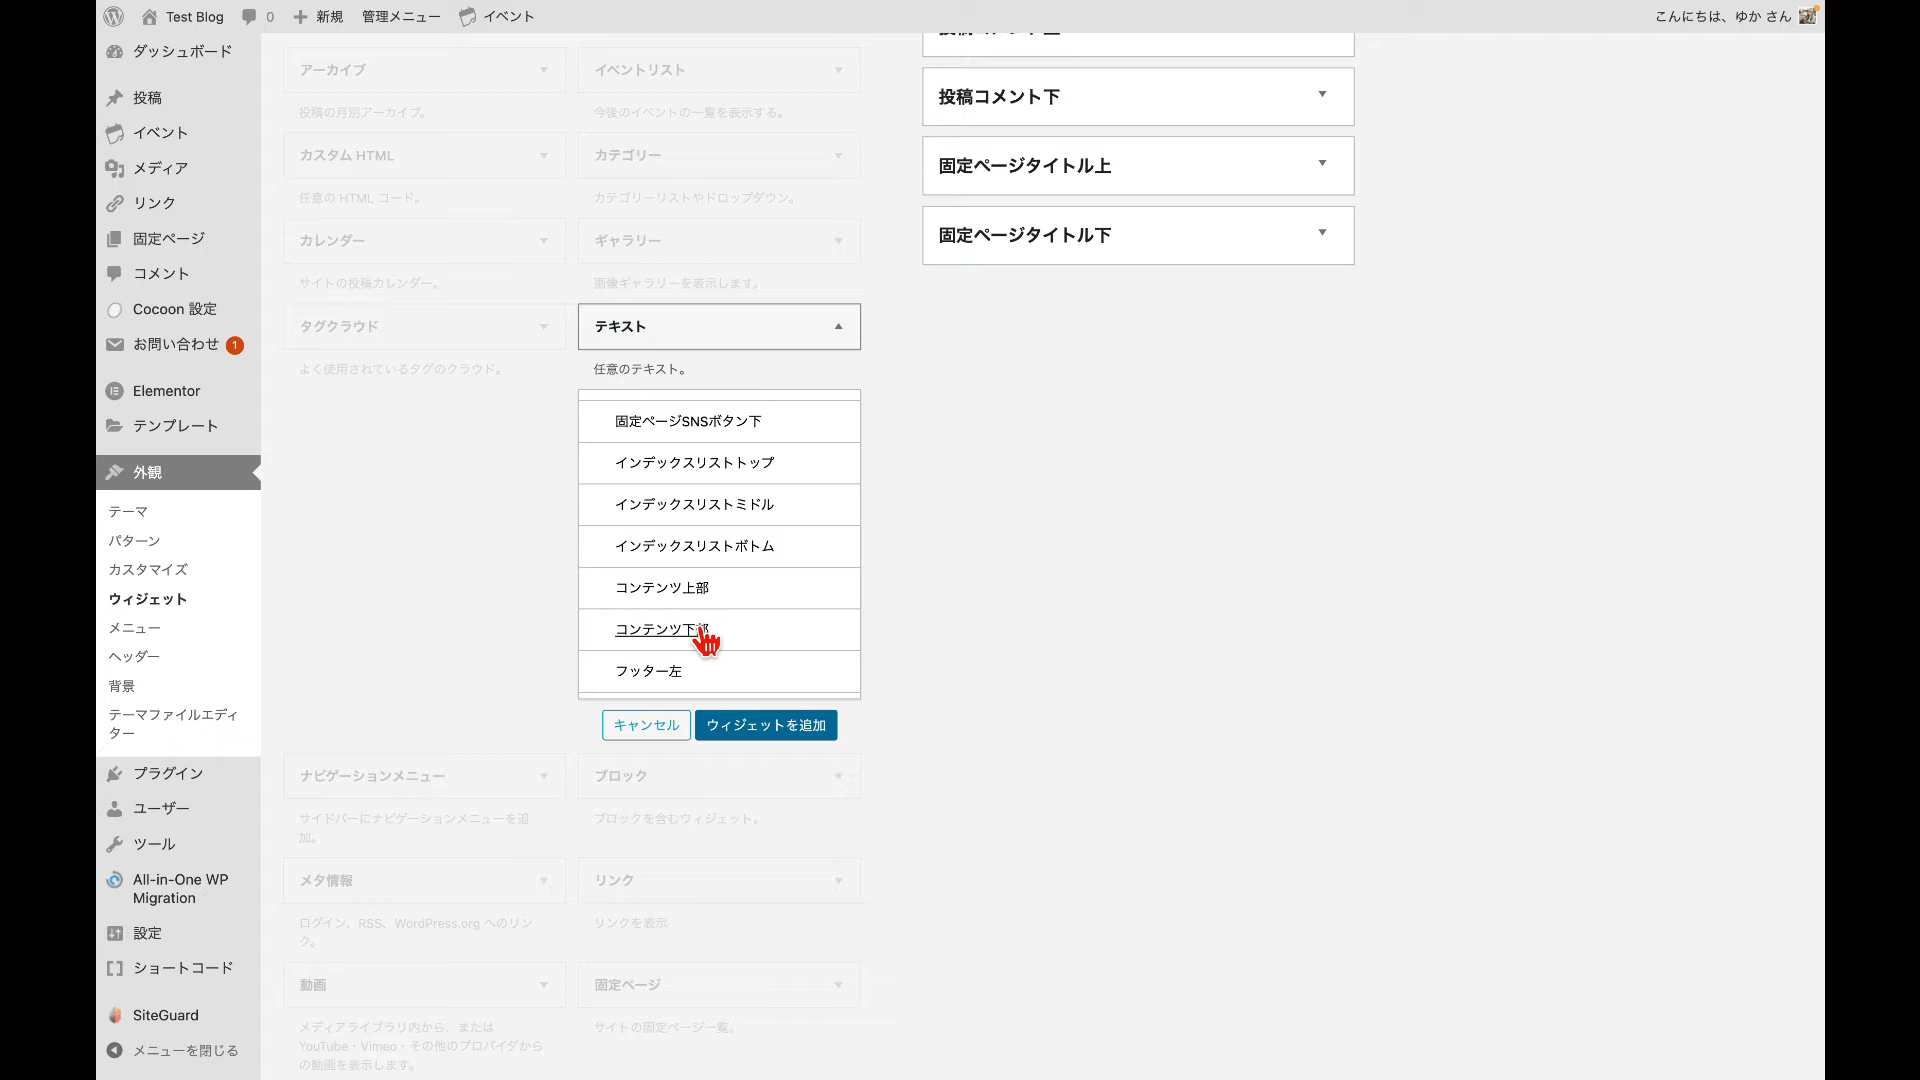 Test Blog
0
新規
管理メニュー
イベント
こんにちは、ゆか さん
ダッシュボード
投稿
イベント
メディア
リンク
固定ページ
コメント
Cocoon 設定
お問い合わせ 1
Elementor
テンプレート
外観
テーマ
パターン
カスタマイズ
ウィジェット
メニュー
ヘッダー
背景
テーマファイルエディ
ター
プラグイン
ユーザー
ツール
All-in-One WP
Migration
設定
ショートコード
SiteGuard
メニューを閉じる
アーカイブ
投稿の月別アーカイブ。
カスタム HTML
任意の HTML コード。
カレンダー
サイトの投稿カレンダー。
タグクラウド
よく使用されているタグのクラウド。
イベントリスト
今後のイベントの一覧を表示する。
カテゴリー
カテゴリーリストやドロップダウン。
ギャラリー
画像ギャラリーを表示します。
テキスト
任意のテキスト。
固定ページSNSボタン下
インデックスリストトップ
インデックスリストミドル
インデックスリストボトム
コンテンツ上部
コンテンツ下部
フッター左
キャンセル
ウィジェットを追加
ナビゲーションメニュー
サイドバーにナビゲーションメニューを追
加。
メタ情報
ログイン、RSS、WordPress.org へのリン
ク。
動画
メディアライブラリ内から、または
YouTube・Vimeo・その他のプロバイダから
の動画を表示します。
ブロック
ブロックを含むウィジェット。
リンク
リンクを表示
固定ページ
サイトの固定ページ一覧。
投稿コメント下
固定ページタイトル上
固定ページタイトル下